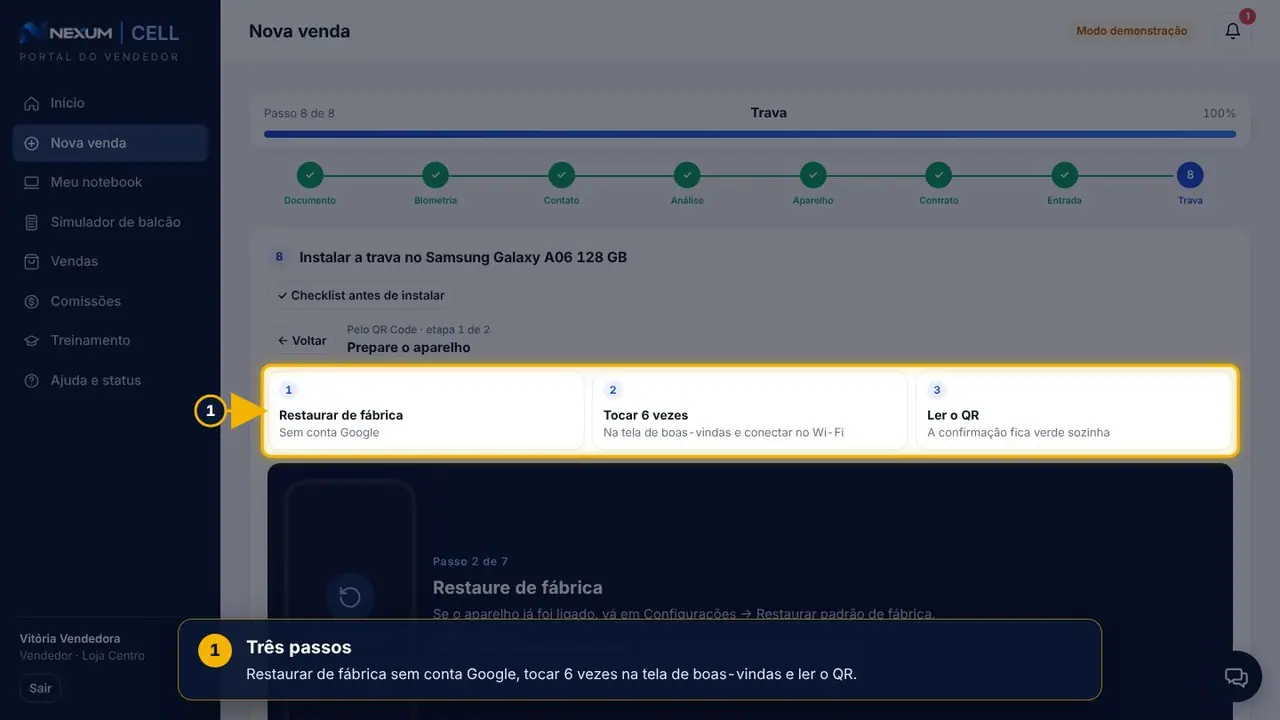 NEXUM | CELL
PORTAL DO VENDEDOR
Início
Nova venda
Meu notebook
Simulador de balcão
Vendas
Comissões
Treinamento
Ajuda e status
Vitória Vendedora
Vendedor · Loja Centro
Sair
Nova venda
Modo demonstração
1
Passo 8 de 8
Trava
100%
8
Documento
Biometria
Contato
Análise
Aparelho
Contrato
Entrada
Trava
8 Instalar a trava no Samsung Galaxy A06 128 GB
✓ Checklist antes de instalar
← Voltar
Pelo QR Code · etapa 1 de 2
Prepare o aparelho
1
1
Restaurar de fábrica
Sem conta Google
2
Tocar 6 vezes
Na tela de boas-vindas e conectar no Wi-Fi
3
Ler o QR
A confirmação fica verde sozinha
Passo 2 de 7
Restaure de fábrica
Se o aparelho já foi ligado, vá em Configurações → Restaurar padrão de fábrica.
1
Três passos
Restaurar de fábrica sem conta Google, tocar 6 vezes na tela de boas-vindas e ler o QR.